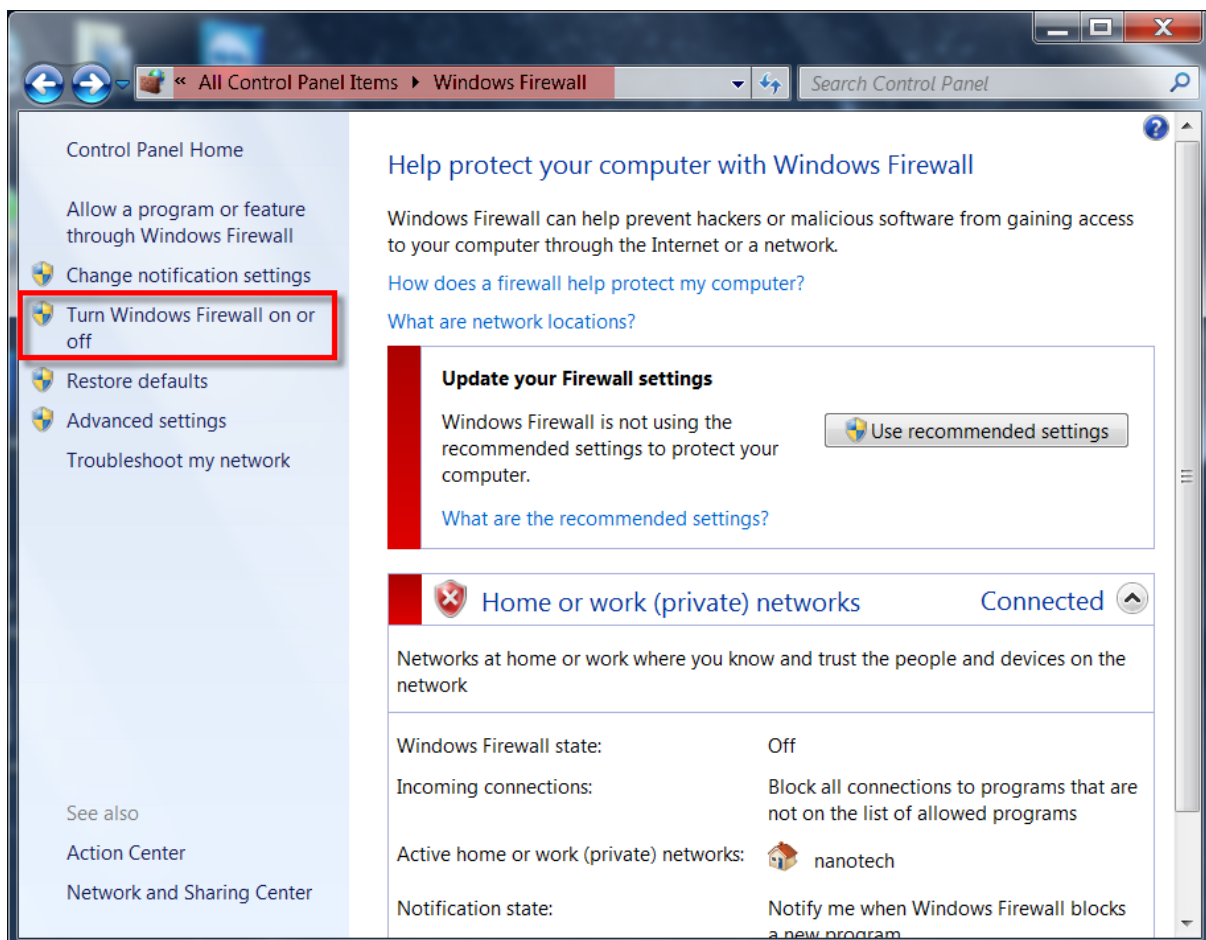 « All Control Panel Items ▸ Windows Firewall
Search Control Panel
Control Panel Home
Allow a program or feature
through Windows Firewall
Change notification settings
Turn Windows Firewall on or
off
Restore defaults
Advanced settings
Troubleshoot my network
See also
Action Center
Network and Sharing Center
Help protect your computer with Windows Firewall
Windows Firewall can help prevent hackers or malicious software from gaining access
to your computer through the Internet or a network.
How does a firewall help protect my computer?
What are network locations?
Update your Firewall settings
Windows Firewall is not using the
recommended settings to protect your
computer.
Use recommended settings
What are the recommended settings?
Home or work (private) networks Connected
Networks at home or work where you know and trust the people and devices on the
network
Windows Firewall state: Off
Incoming connections: Block all connections to programs that are
not on the list of allowed programs
Active home or work (private) networks: nanotech
Notification state: Notify me when Windows Firewall blocks
a new program